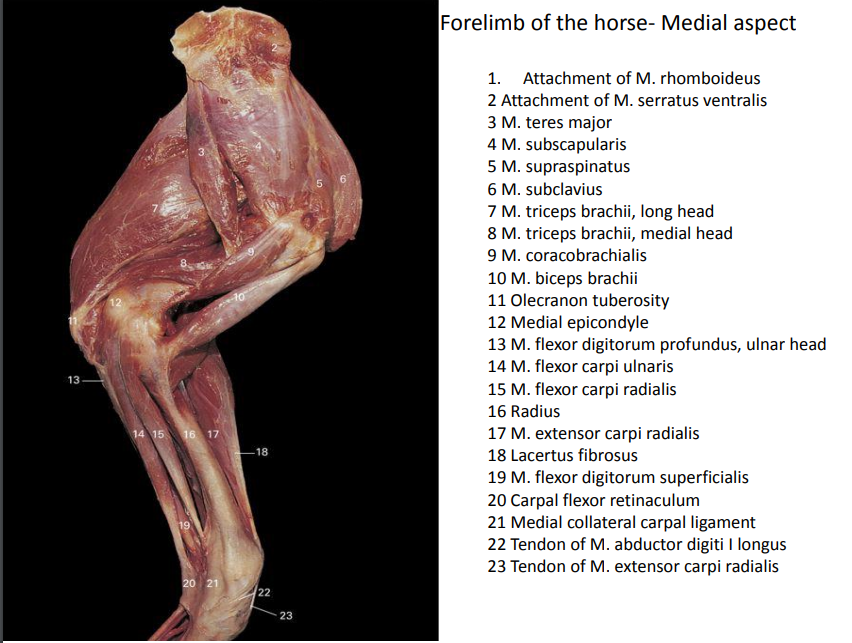 Forelimb of the horse- Medial aspect
1. Attachment of M. rhomboideus
2 Attachment of M. serratus ventralis
3 M. teres major
4 M. subscapularis
5 M. supraspinatus
6 M. subclavius
7 M. triceps brachii, long head
8 M. triceps brachii, medial head
9 M. coracobrachialis
10 M. biceps brachii
11 Olecranon tuberosity
12 Medial epicondyle
13 M. flexor digitorum profundus, ulnar head
14 M. flexor carpi ulnaris
15 M. flexor carpi radialis
16 Radius
17 M. extensor carpi radialis
18 Lacertus fibrosus
19 M. flexor digitorum superficialis
20 Carpal flexor retinaculum
21 Medial collateral carpal ligament
22 Tendon of M. abductor digiti I longus
23 Tendon of M. extensor carpi radialis
2
3
4
5
6
7
8
9
10
11
12
13
14 15 16 17
18
19
20 21
22
23